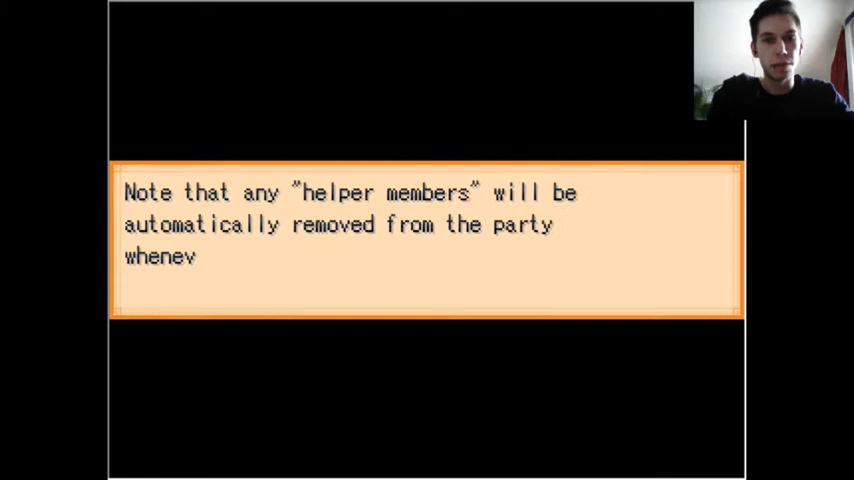 Note that any "helper members" will be
automatically removed from the party
whenev